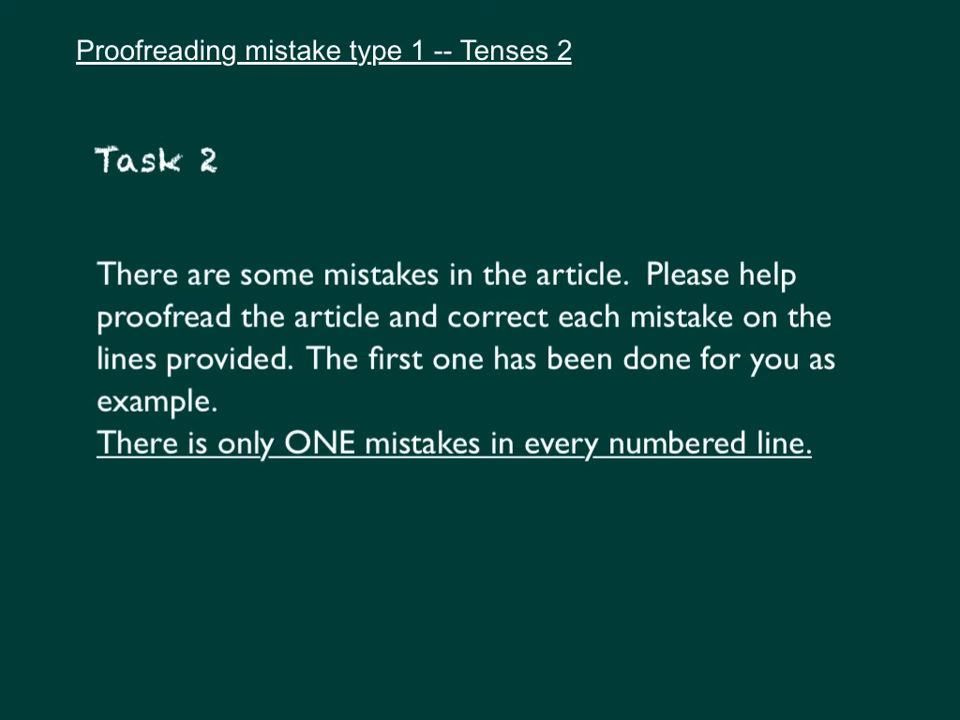 Proofreading mistake type 1 -- Tenses 2
Task 2
There are some mistakes in the article.  Please help
proofread the article and correct each mistake on the
lines provided.  The first one has been done for you as
example.
There is only ONE mistakes in every numbered line.